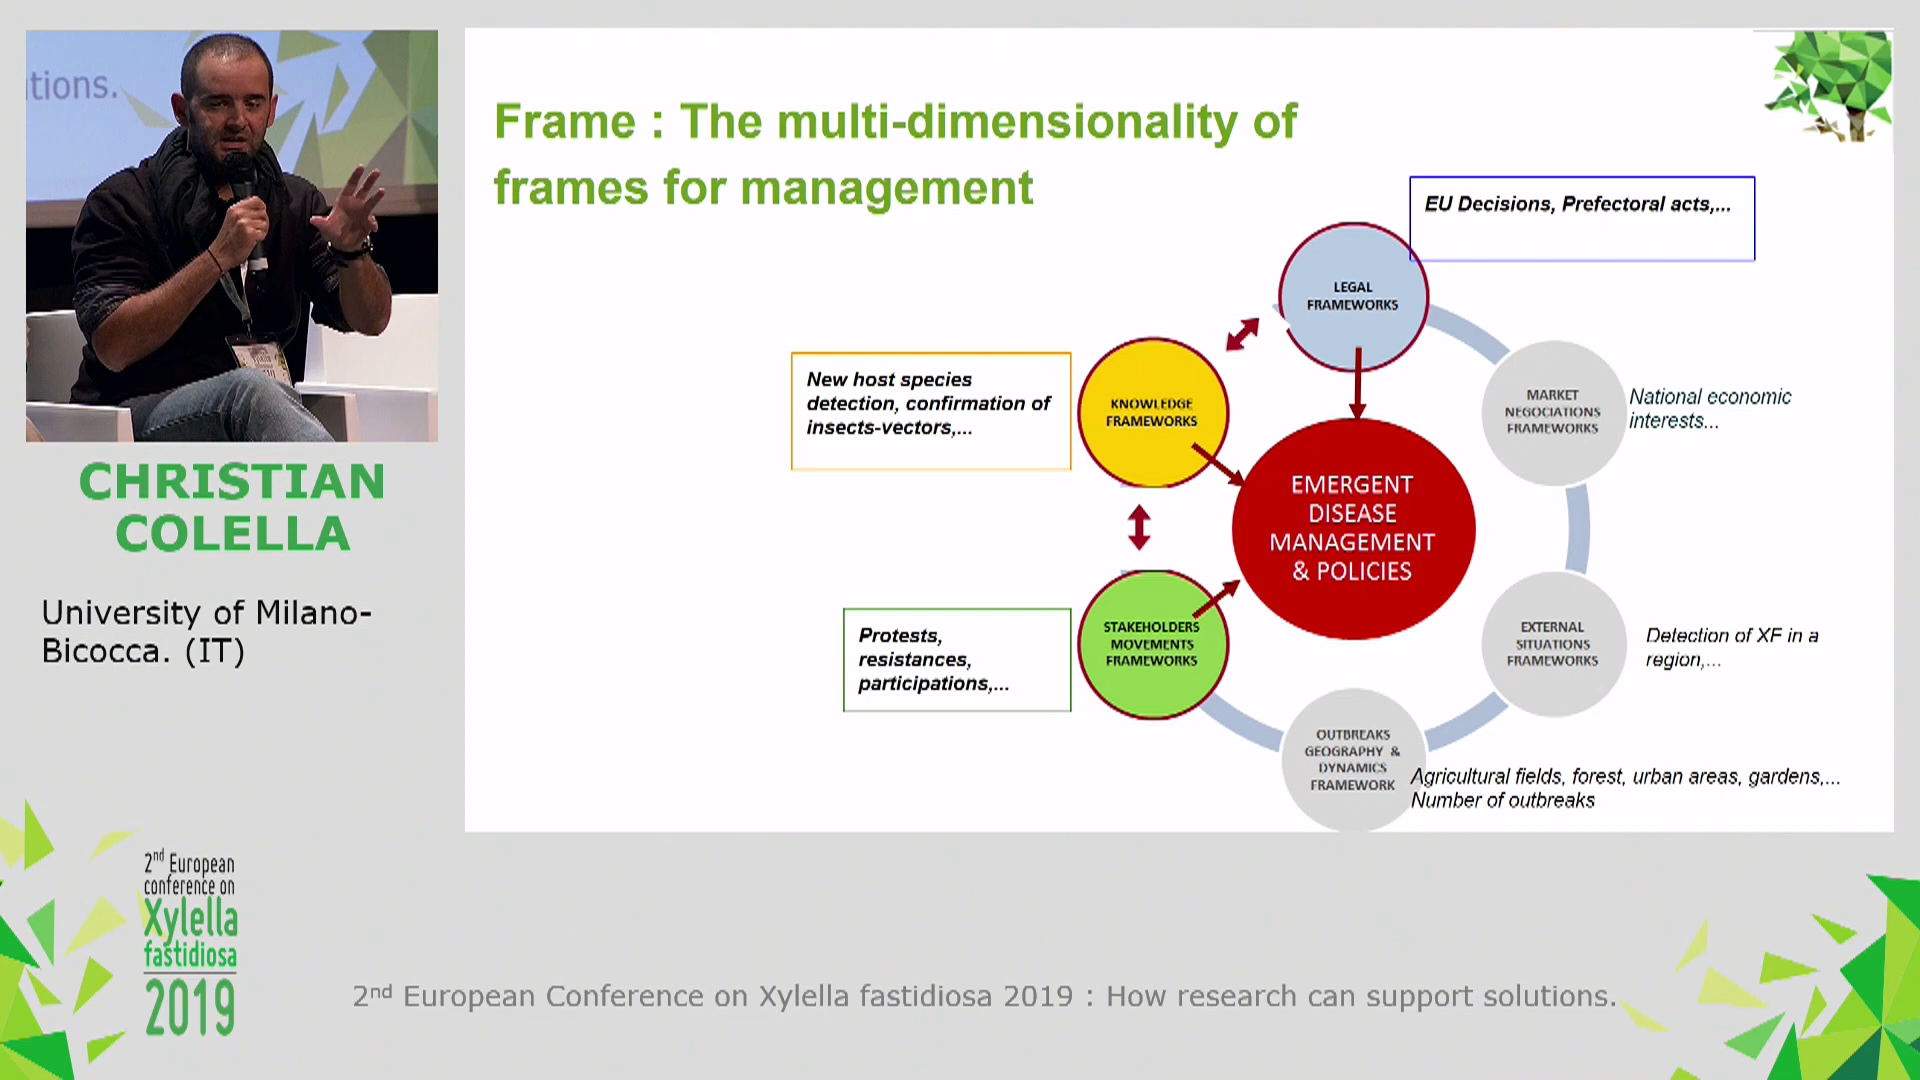 tions.
CHRISTIAN
COLELLA
University of Milano-
Bicocca. (IT)
Frame : The multi-dimensionality of
frames for management
EU Decisions, Prefectoral acts,...
LEGAL
FRAMEWORKS
New host species
detection, confirmation of
insects-vectors,...
KNOWLEDGE
FRAMEWORKS
MARKET
NEGOCIATIONS
FRAMEWORKS
National economic
interests...
EMERGENT
DISEASE
MANAGEMENT
& POLICIES
Protests,
resistances,
participations,...
STAKEHOLDERS
MOVEMENTS
FRAMEWORKS
EXTERNAL
SITUATIONS
FRAMEWORKS
Detection of XF in a
region,...
OUTBREAKS
GEOGRAPHY &
DYNAMICS
FRAMEWORK
Agricultural fields, forest, urban areas, gardens,...
Number of outbreaks
2nd European
conference on
Xylella
fastidiosa
2019
2nd European Conference on Xylella fastidiosa 2019 : How research can support solutions.